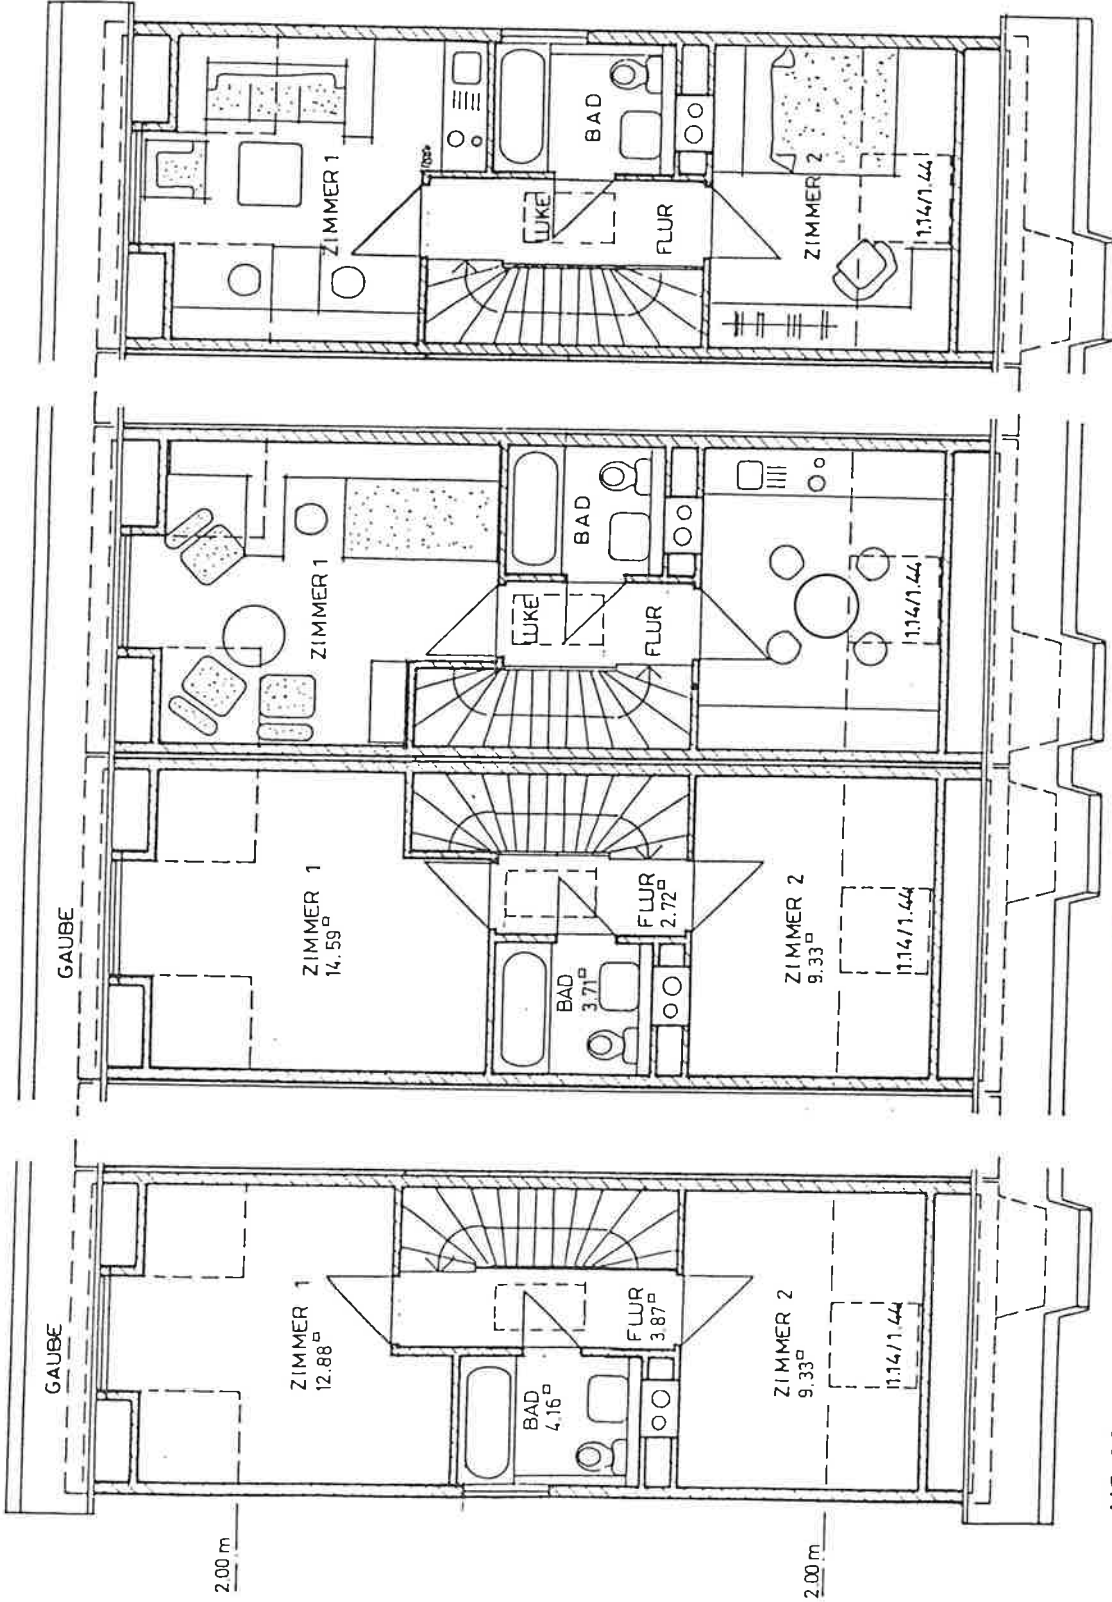 GAUBE
ZIMMER 1
12.88□
BAD
4.16□
FLUR
3.87□
ZIMMER 2
9.33□
1.14/1.44
2.00 m
2.00 m
GAUBE
ZIMMER 1
14.59□
BAD
3.71□
FLUR
2.72□
ZIMMER 2
9.33□
1.14/1.44
ZIMMER 1
LUKE
BAD
FLUR
1.14/1.44
ZIMMER 1
LUKE
BAD
FLUR
ZIMMER 2
1.14/1.44